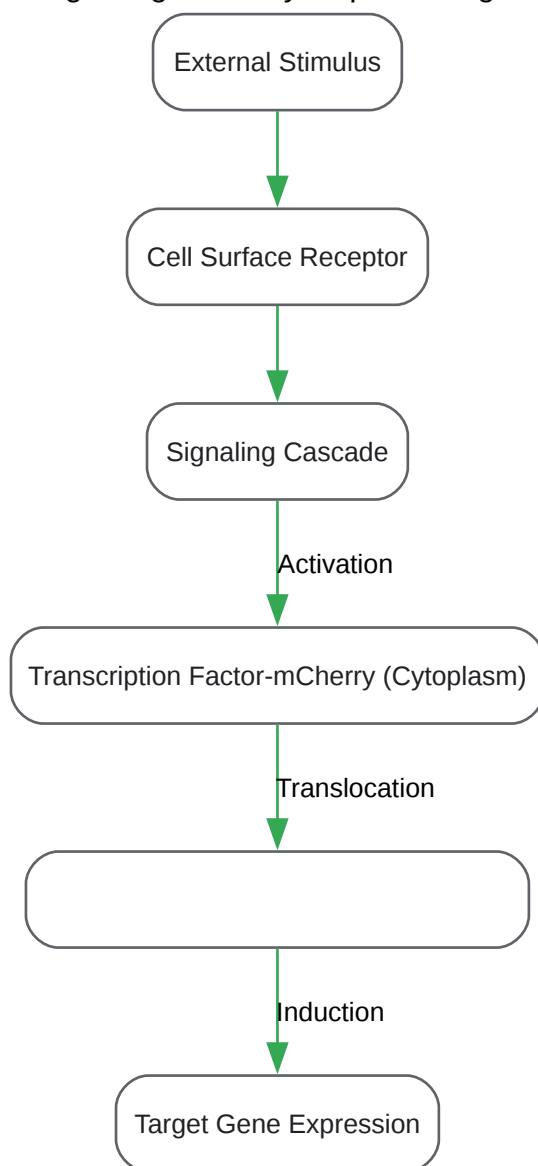 External Stimulus
Cell Surface Receptor
Signaling Cascade
Activation
Transcription Factor-mCherry (Cytoplasm)
Translocation
Induction
Target Gene Expression